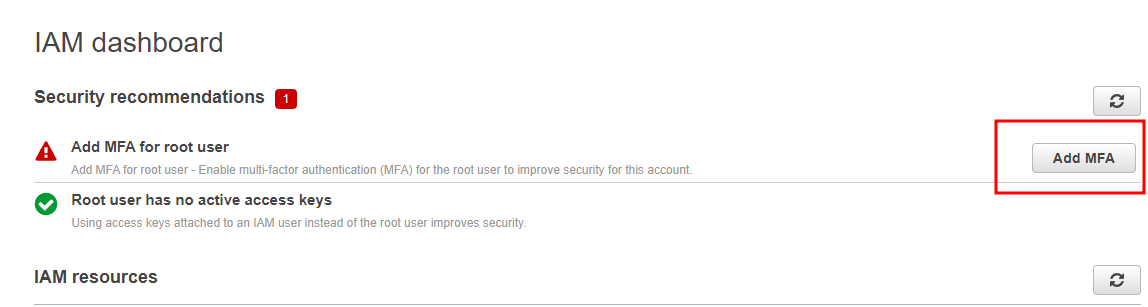 IAM dashboard
Security recommendations 1
Add MFA for root user
Add MFA for root user - Enable multi-factor authentication (MFA) for the root user to improve security for this account.
Add MFA
Root user has no active access keys
Using access keys attached to an IAM user instead of the root user improves security.
IAM resources